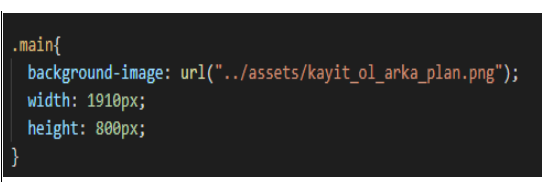 .main{
background-image: url("../assets/kayit_ol_arka_plan.png");
width: 1910px;
height: 800px;
}